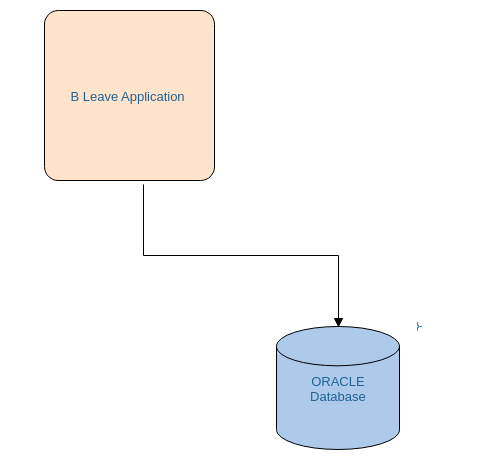 B Leave Application
ORACLE
Database